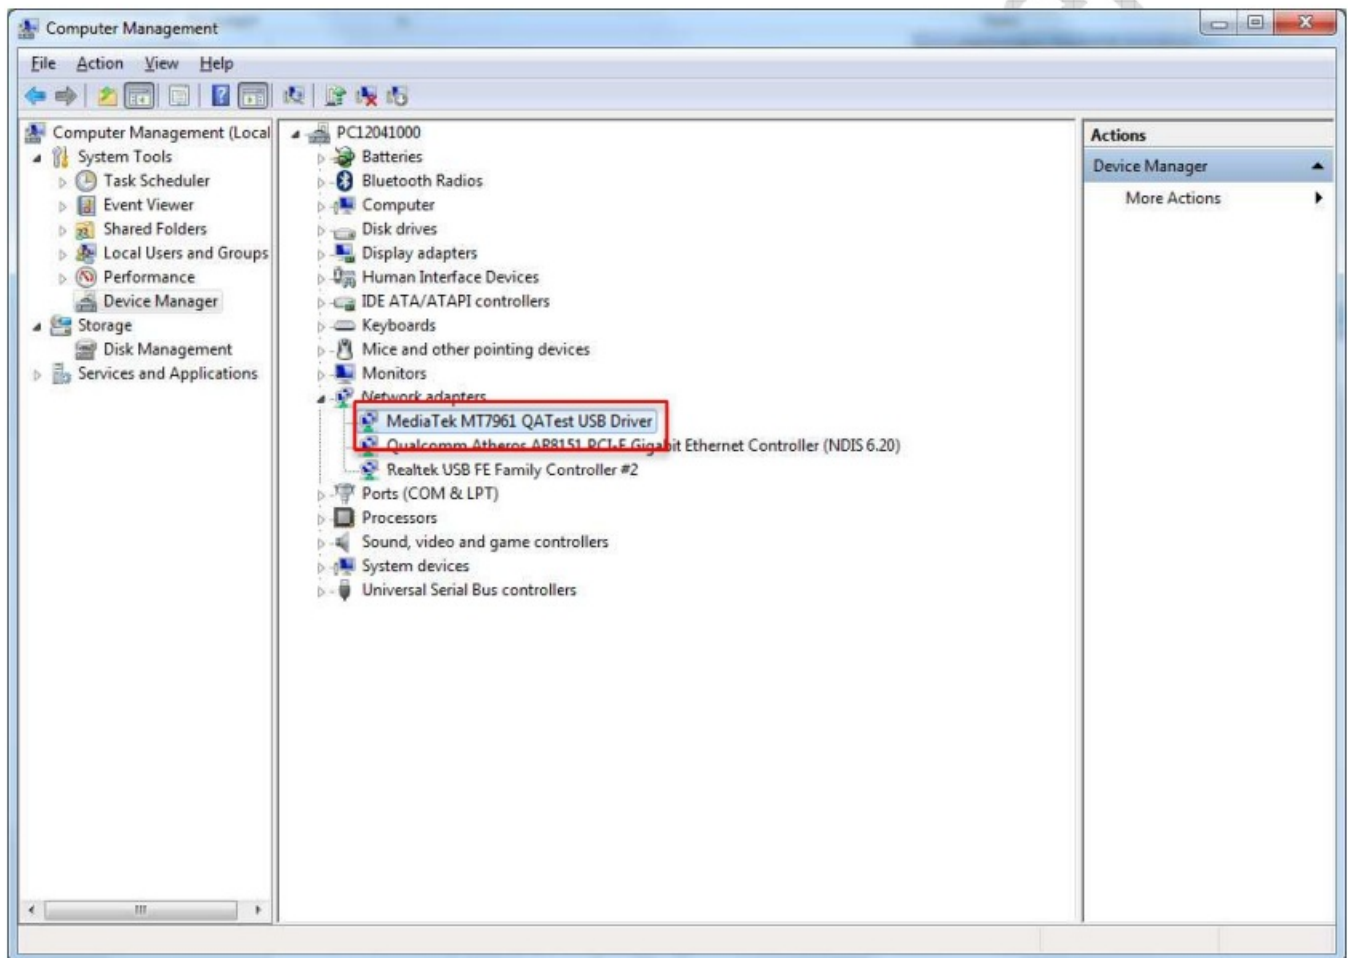 Computer Management
File Action View Help
Computer Management (Local
System Tools
Task Scheduler
Event Viewer
Shared Folders
Local Users and Groups
Performance
Device Manager
Storage
Disk Management
Services and Applications
PC12041000
Batteries
Bluetooth Radios
Computer
Disk drives
Display adapters
Human Interface Devices
IDE ATA/ATAPI controllers
Keyboards
Mice and other pointing devices
Monitors
Network adapters
MediaTek MT7961 QATest USB Driver
Qualcomm Atheros AR8151 PCI-E Gigabit Ethernet Controller (NDIS 6.20)
Realtek USB FE Family Controller #2
Ports (COM & LPT)
Processors
Sound, video and game controllers
System devices
Universal Serial Bus controllers
Actions
Device Manager
More Actions